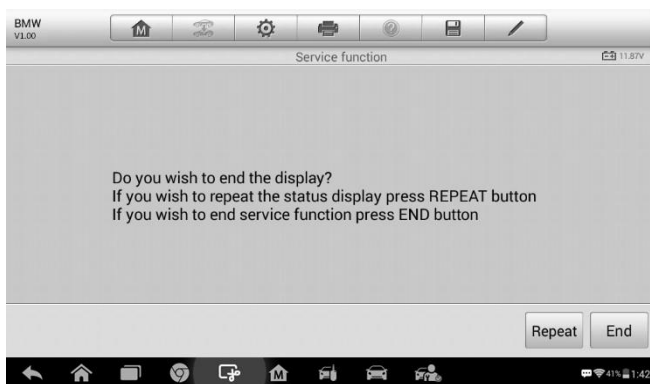 BMW
V1.00
M
?
Service function
11.87V
Do you wish to end the display?
If you wish to repeat the status display press REPEAT button
If you wish to end service function press END button
Repeat
End
M
41%
1:42